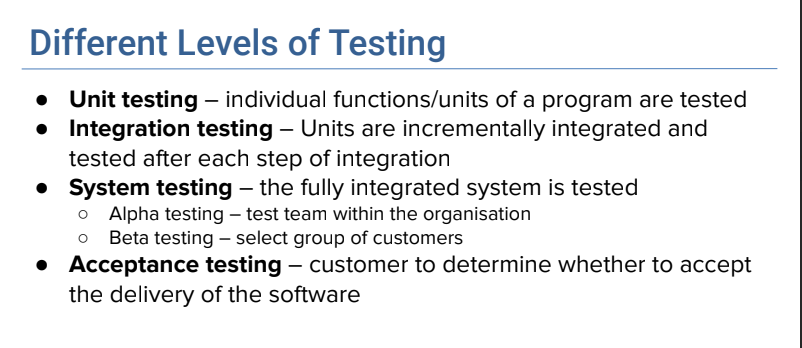 Different Levels of Testing
● Unit testing – individual functions/units of a program are tested
● Integration testing – Units are incrementally integrated and
tested after each step of integration
● System testing – the fully integrated system is tested
○ Alpha testing – test team within the organisation
○ Beta testing – select group of customers
● Acceptance testing – customer to determine whether to accept
the delivery of the software